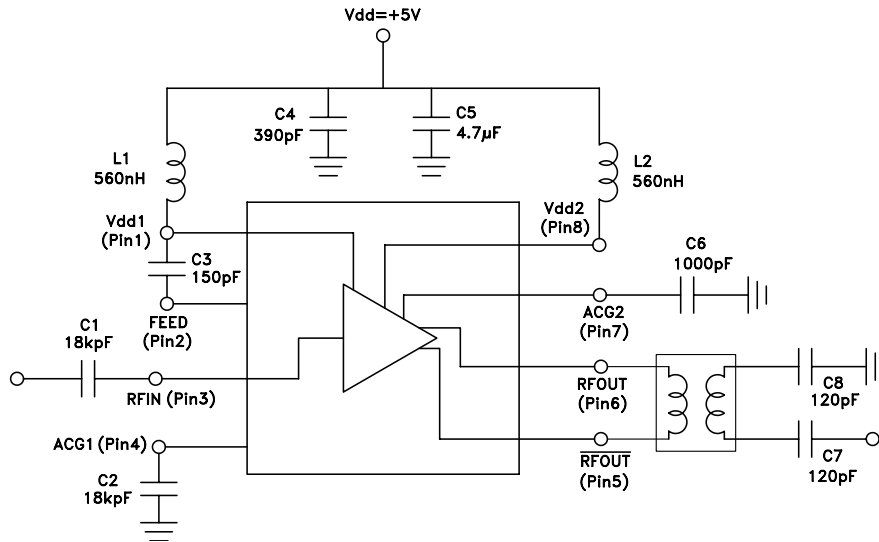 Vdd=+5V
C4
390pF
C5
4.7µF
L1
560nH
L2
560nH
Vdd1
(Pin1)
Vdd2
(Pin8)
C3
150pF
C6
1000pF
FEED
(Pin2)
ACG2
(Pin7)
C1
18kpF
RFIN (Pin3)
RFOUT
(Pin6)
C8
120pF
ACG1 (Pin4)
RFOUT
(Pin5)
C7
120pF
C2
18kpF